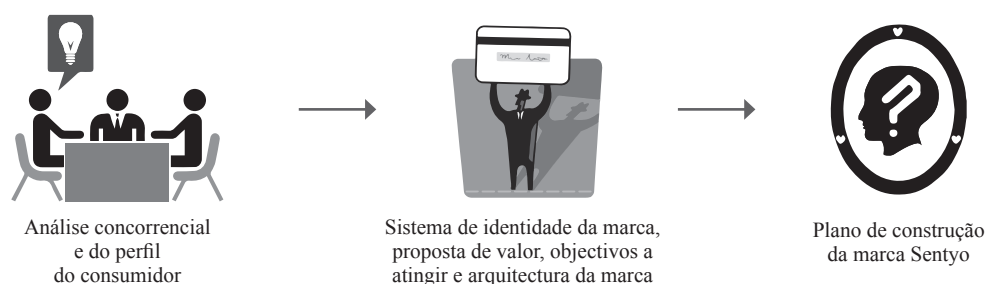 Análise concorrencial
e do perfil
do consumidor
Sistema de identidade da marca,
proposta de valor, objectivos a
atingir e arquitectura da marca
Plano de construção
da marca Sentyo